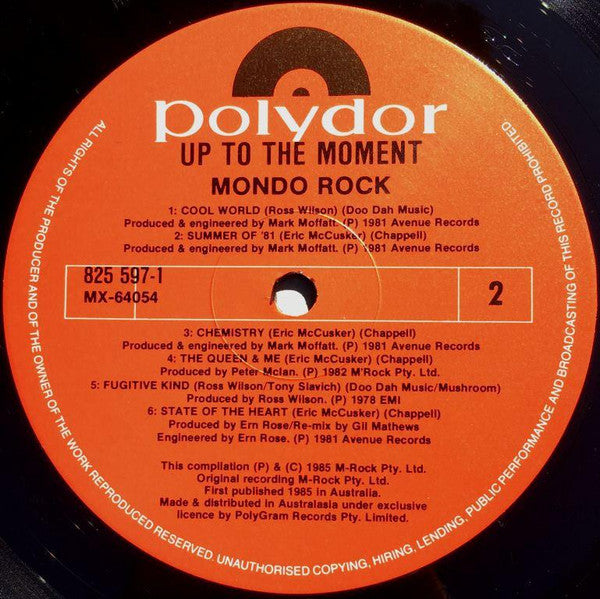 polydor
UP TO THE MOMENT
MONDO ROCK
1: COOL WORLD (Ross Wilson) (Doo Dah Music)
Produced & engineered by Mark Moffatt. (P) 1981 Avenue Records
2: SUMMER OF '81 (Eric McCusker) (Chappell)
Produced & engineered by Mark Moffatt. (P) 1981 Avenue Records
825 597-1
MX-64054
2
3: CHEMISTRY (Eric McCusker) (Chappell)
Produced & engineered by Mark Moffatt. (P) 1981 Avenue Records
4: THE QUEEN & ME (Eric McCusker) (Chappell)
Produced by Peter McIan. (P) 1982 M'Rock Pty. Ltd.
5: FUGITIVE KIND (Ross Wilson/Tony Slavich) (Doo Dah Music/Mushroom)
Produced by Ross Wilson. (P) 1978 EMI
6: STATE OF THE HEART (Eric McCusker) (Chappell)
Produced by Ern Rose/Re-mix by Gil Mathews
Engineered by Ern Rose. (P) 1981 Avenue Records
This compilation (P) & (C) 1985 M-Rock Pty. Ltd.
Original recording M-Rock Pty. Ltd.
First published 1985 in Australia.
Made & distributed in Australasia under exclusive
licence by PolyGram Records Pty. Limited.
ALL RIGHTS OF THE PRODUCER AND OF THE OWNER OF THE WORK REPRODUCED RESERVED. UNAUTHORISED COPYING, HIRING, LENDING, PUBLIC PERFORMANCE AND BROADCASTING OF THIS RECORD PROHIBITED